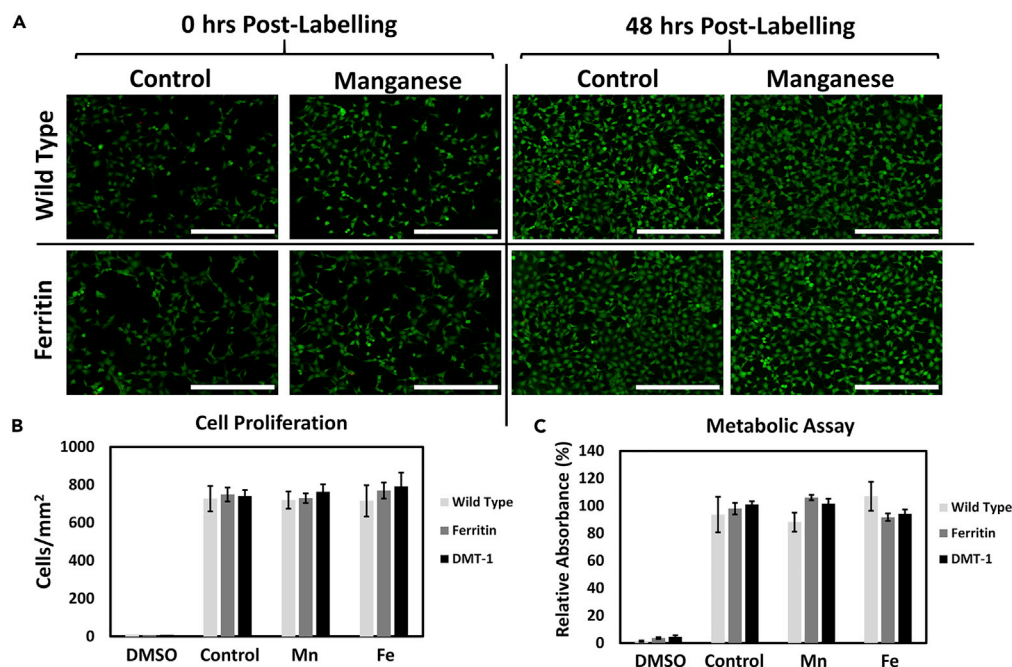 A
0 hrs Post-Labelling
48 hrs Post-Labelling
Control
Manganese
Control
Manganese
Wild Type
Ferritin
B
Cell Proliferation
Cells/mm²
1000
800
600
400
200
0
DMSO
Control
Mn
Fe
Wild Type
Ferritin
DMT-1
C
Metabolic Assay
Relative Absorbance (%)
140
120
100
80
60
40
20
0
DMSO
Control
Mn
Fe
Wild Type
Ferritin
DMT-1